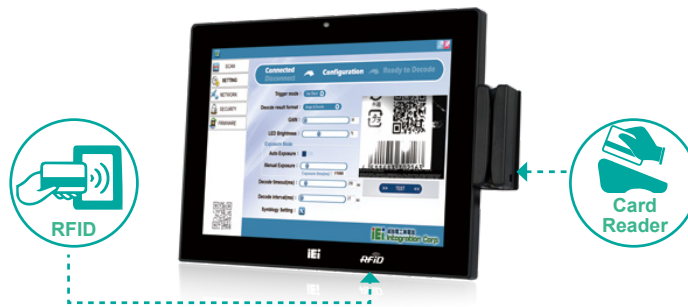 SCAN
SETTING
NETWORK
SECURITY
FIRMWARE
Connected
Disconnect
Configuration
Ready to Decode
Trigger mode :
Decode result format :
GAIN :
LED Brightness :
Exposure Mode
Auto Exposure :
Manual Exposure :
Decode timeout(ms) :
Decode interval(ms) :
Symbology Setting :
TEST
iEi
Integration Corp.
iEi
RFID
RFID
Card
Reader